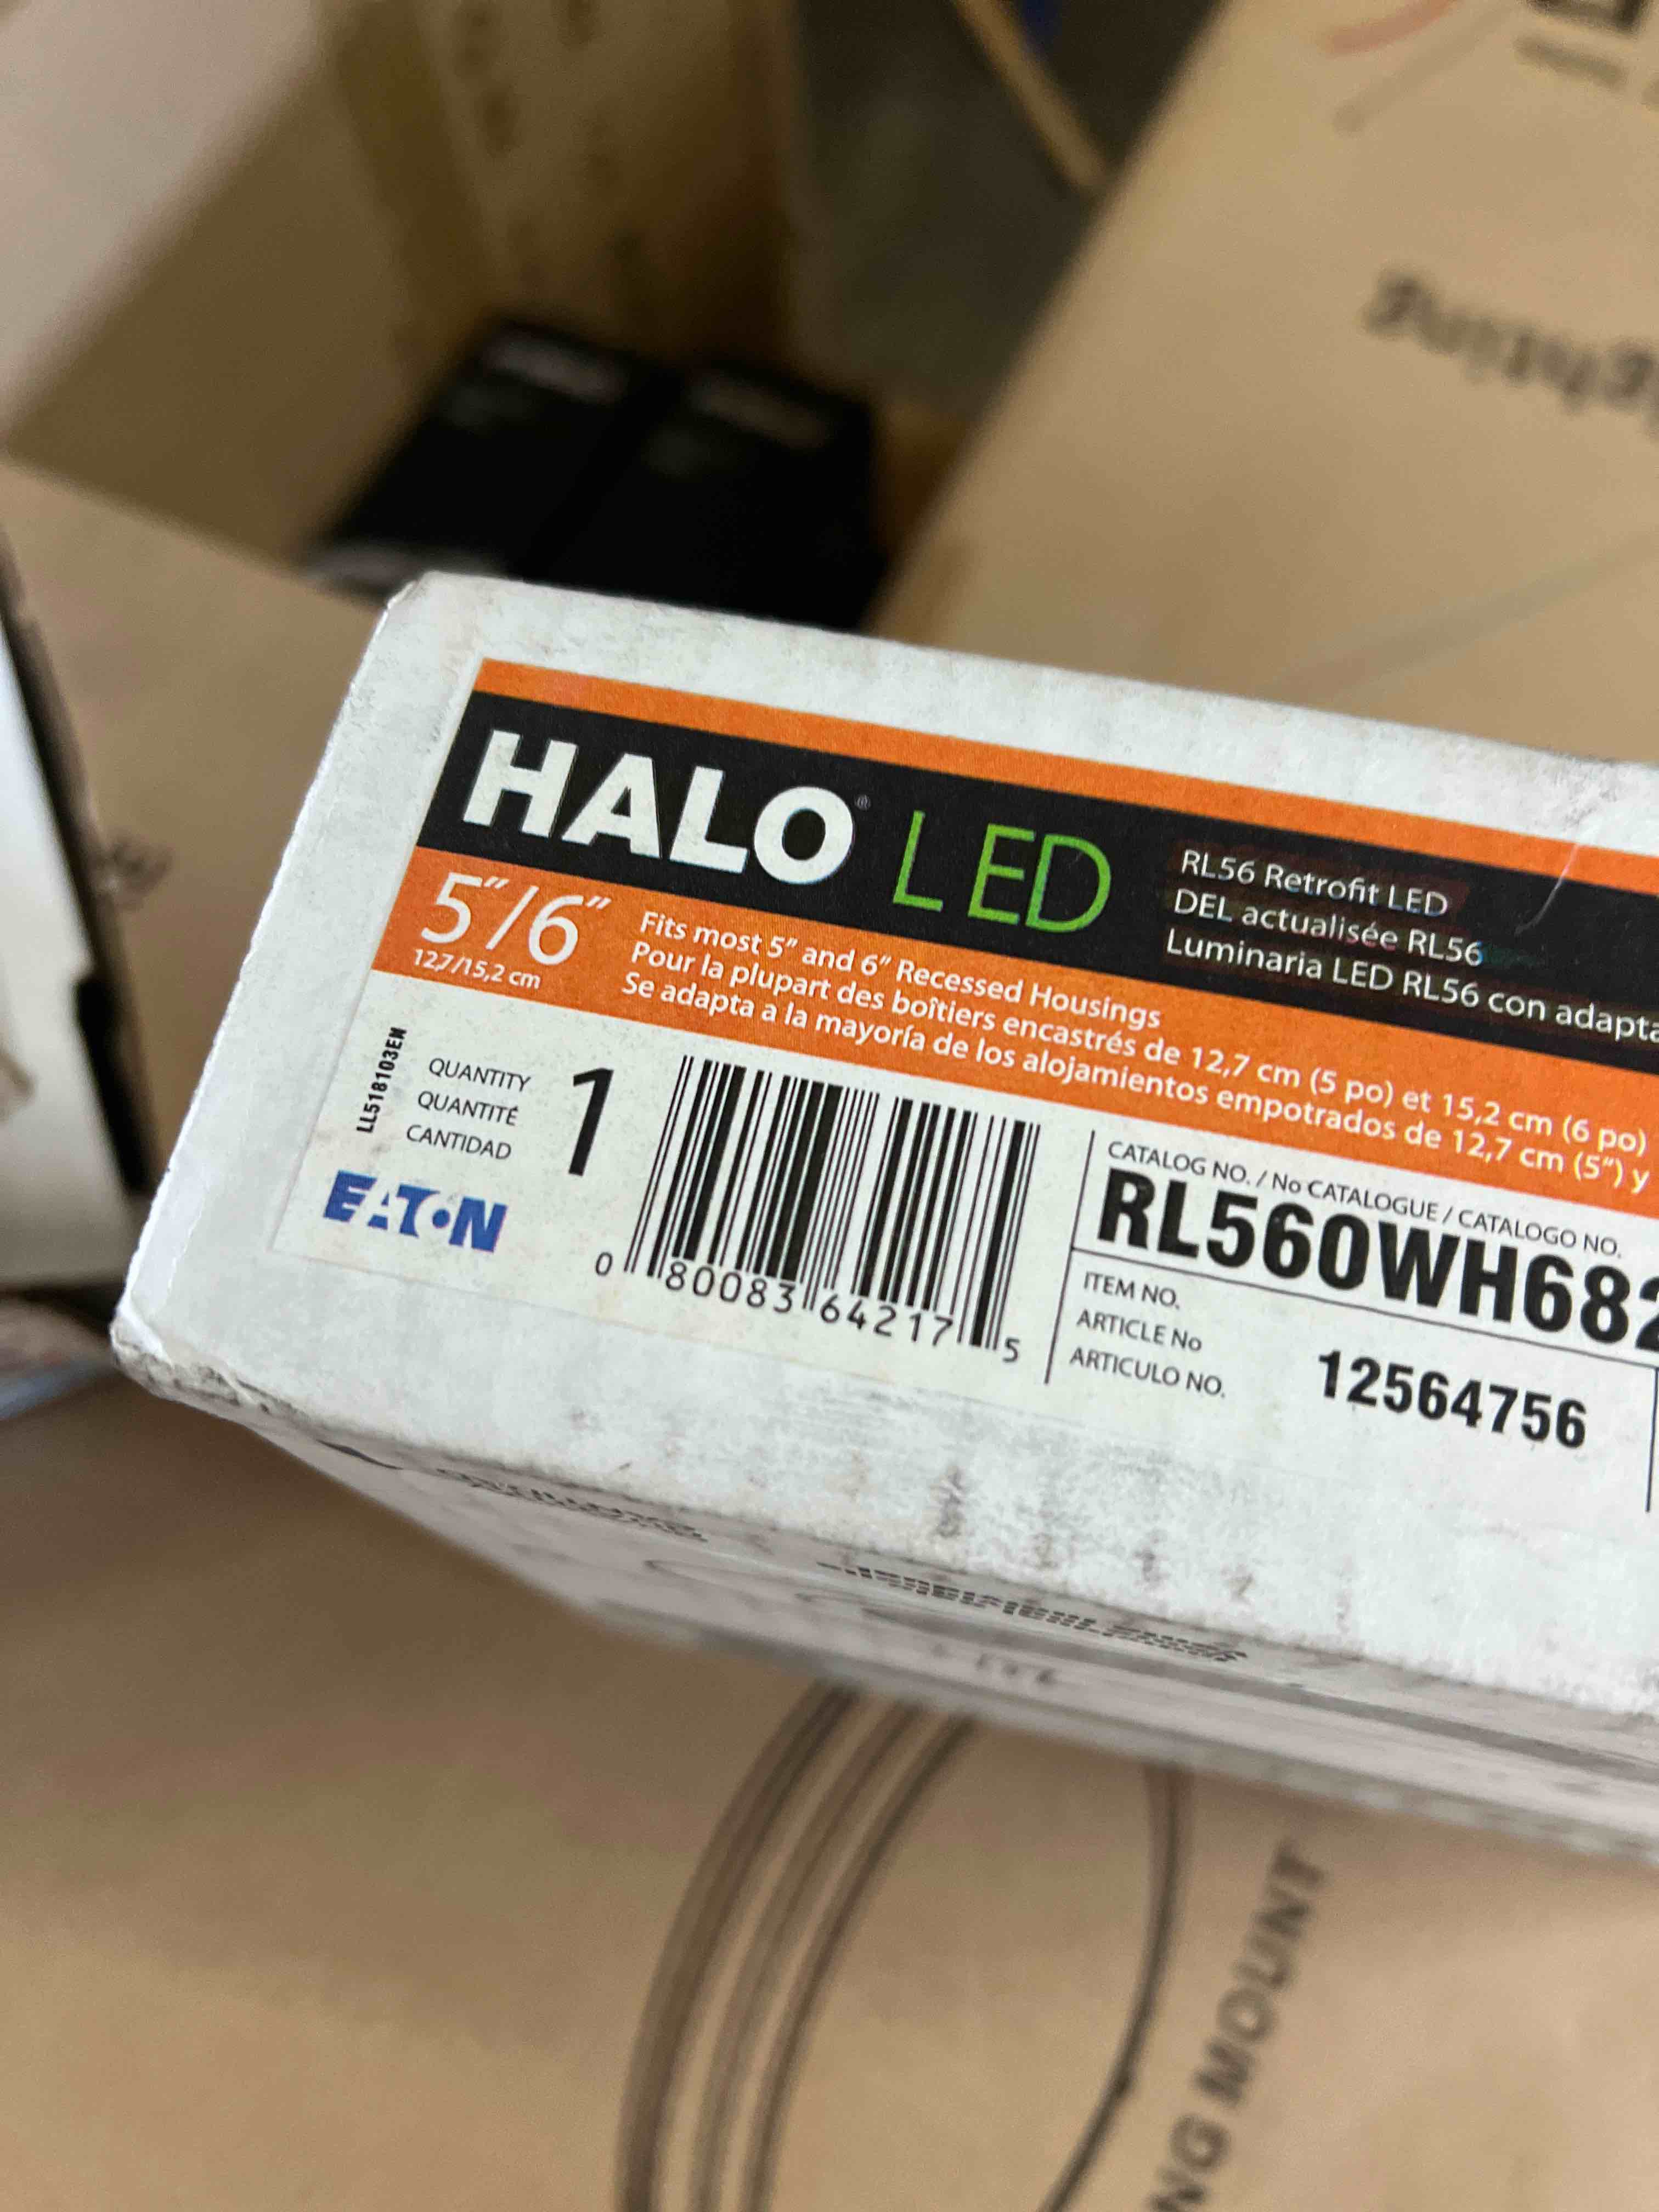 ghting
HALO® LED
RL56 Retrofit LED
DEL actualisée RL56
Luminaria LED RL56 con adapta
5"/6"
12,7/15,2 cm
Fits most 5" and 6" Recessed Housings
Pour la plupart des boîtiers encastrés de 12,7 cm (5 po) et 15,2 cm (6 po)
Se adapta a la mayoría de los alojamientos empotrados de 12,7 cm (5") y
LL518103EN
QUANTITY
QUANTITÉ
CANTIDAD
1
EATON
0 80083 64217 5
CATALOG NO. / No CATALOGUE / CATALOGO NO.
RL560WH682
ITEM NO.
ARTICLE No
ARTICULO NO.
12564756
NG MOUNT